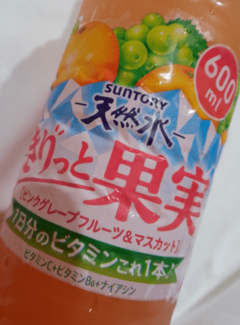 600
ml
SUNTORY
天然水
きりっと果実
ピンクグレープフルーツ&マスカット
1日分のビタミンこれ1本!
ビタミンC+ビタミンB6+ナイアシン